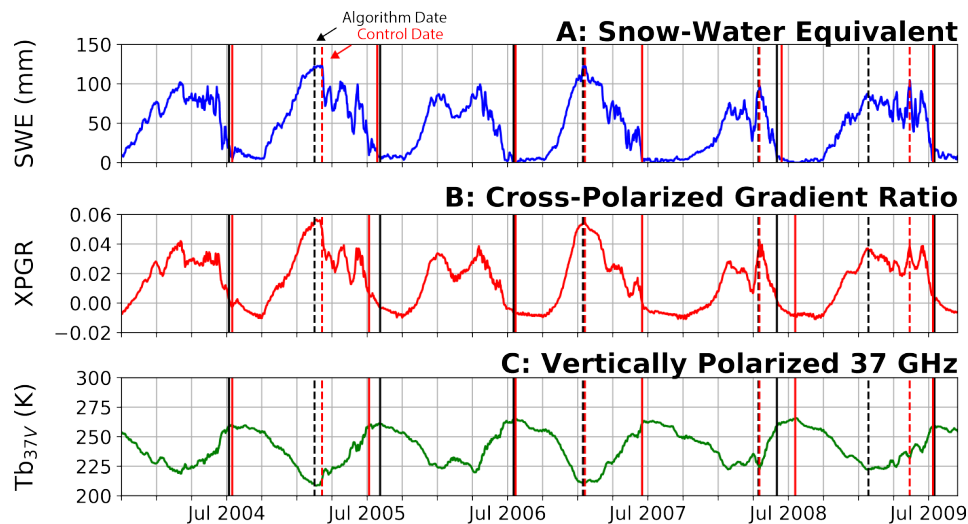 Algorithm Date
Control Date
A: Snow-Water Equivalent
SWE (mm)
150
100
50
0
B: Cross-Polarized Gradient Ratio
XPGR
0.06
0.04
0.02
0.00
−0.02
C: Vertically Polarized 37 GHz
Tb37V (K)
300
275
250
225
200
Jul 2004 Jul 2005 Jul 2006 Jul 2007 Jul 2008 Jul 2009